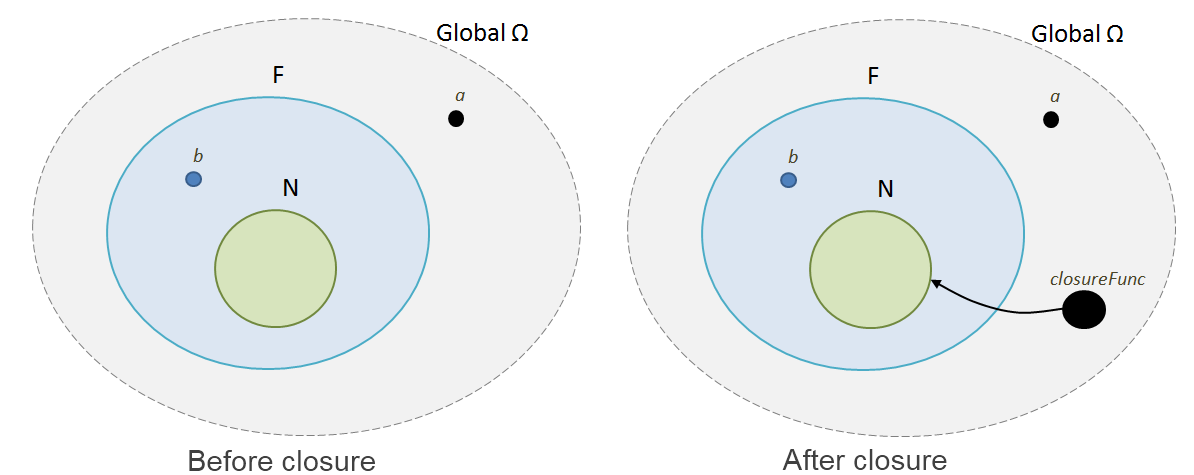 Global Ω
F
a
b
N
Before closure
Global Ω
F
a
b
N
closureFunc
After closure